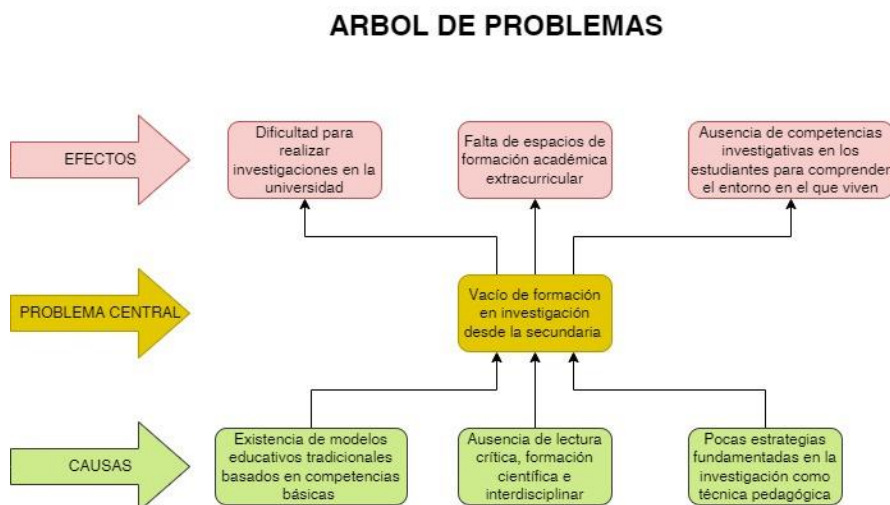 ARBOL DE PROBLEMAS
EFECTOS
Dificultad para
realizar
investigaciones en la
universidad
Falta de espacios de
formación académica
extracurricular
Ausencia de competencias
investigativas en los
estudiantes para comprender
el entorno en el que viven
PROBLEMA CENTRAL
Vacío de formación
en investigación
desde la secundaria
CAUSAS
Existencia de modelos
educativos tradicionales
basados en competencias
básicas
Ausencia de lectura
crítica, formación
científica e
interdisciplinar
Pocas estrategias
fundamentadas en la
investigación como
técnica pedagógica